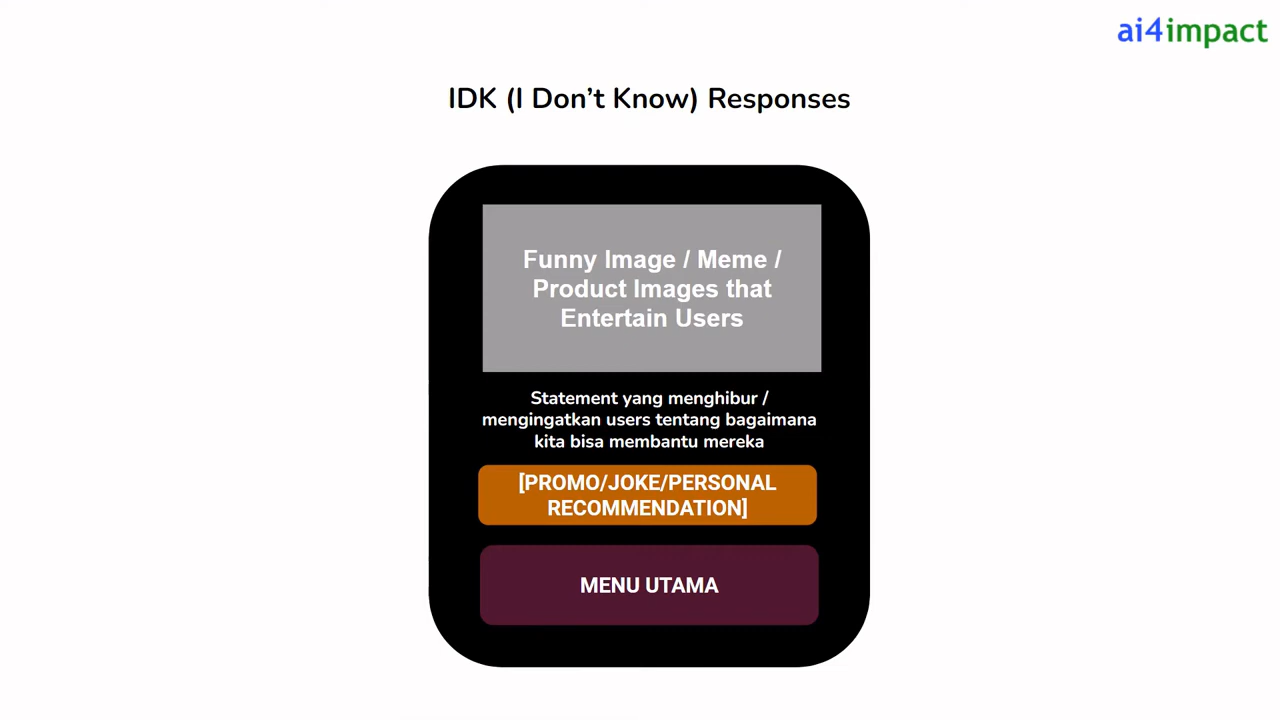 ai4impact
IDK (I Don’t Know) Responses
Funny Image / Meme /
Product Images that
Entertain Users
Statement yang menghibur /
mengingatkan users tentang bagaimana
kita bisa membantu mereka
[PROMO/JOKE/PERSONAL
RECOMMENDATION]
MENU UTAMA